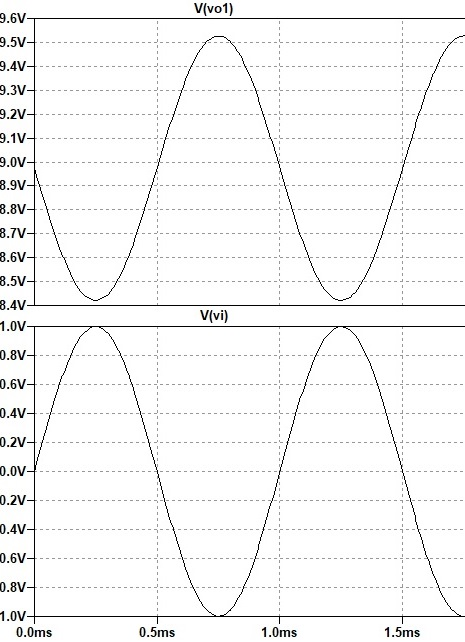 V(vo1)
9.6V
9.5V
9.4V
9.3V
9.2V
9.1V
9.0V
8.9V
8.8V
8.7V
8.6V
8.5V
8.4V
V(vi)
1.0V
0.8V
0.6V
0.4V
0.2V
0.0V
0.2V
0.4V
0.6V
0.8V
1.0V
0.0ms 0.5ms 1.0ms 1.5ms